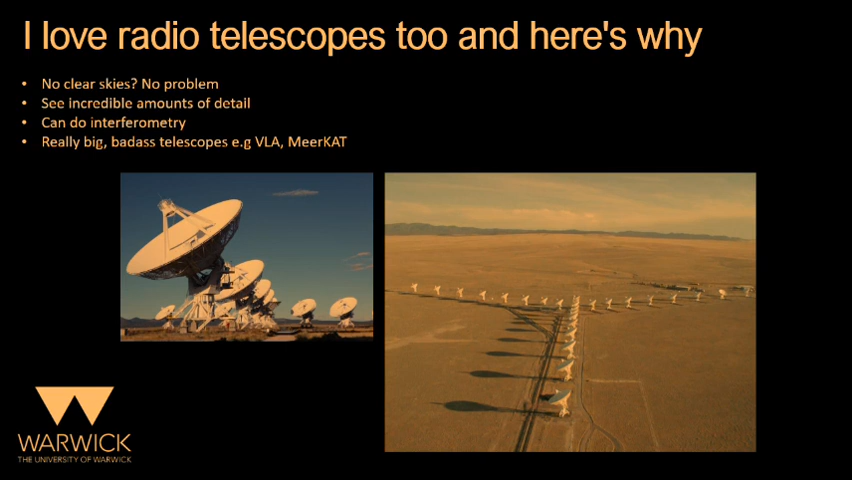 I love radio telescopes too and here's why
• No clear skies? No problem
• See incredible amounts of detail
• Can do interferometry
• Really big, badass telescopes e.g VLA, MeerKAT
WARWICK
THE UNIVERSITY OF WARWICK